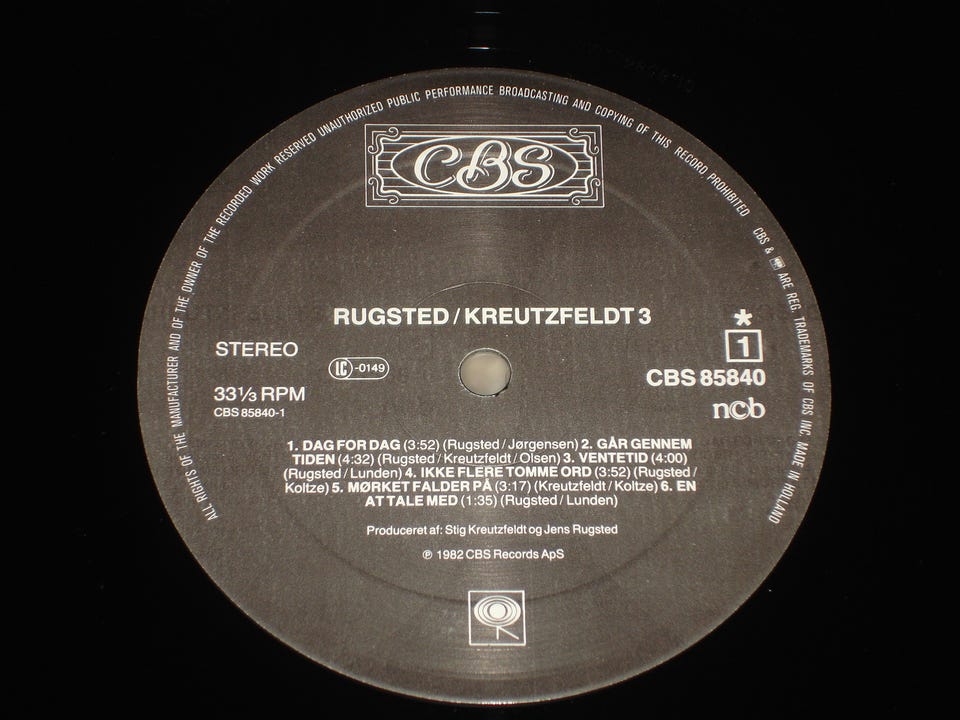 ALL RIGHTS OF THE MANUFACTURER AND OF THE OWNER OF THE RECORDED WORK RESERVED UNAUTHORIZED PUBLIC PERFORMANCE BROADCASTING AND COPYING OF THIS RECORD PROHIBITED
CBS & ARE REG. TRADEMARKS OF CBS INC. MADE IN HOLLAND
CBS
RUGSTED / KREUTZFELDT 3
STEREO
LC -0149
* 1
33 1/3 RPM
CBS 85840-1
CBS 85840
ncb
1. DAG FOR DAG (3:52) (Rugsted / Jørgensen) 2. GÅR GENNEM
TIDEN (4:32) (Rugsted / Kreutzfeldt / Olsen) 3. VENTETID (4:00)
(Rugsted / Lunden) 4. IKKE FLERE TOMME ORD (3:52) (Rugsted /
Koltze) 5. MØRKET FALDER PÅ (3:17) (Kreutzfeldt / Koltze) 6. EN
AT TALE MED (1:35) (Rugsted / Lunden)
Produceret af: Stig Kreutzfeldt og Jens Rugsted
℗ 1982 CBS Records ApS